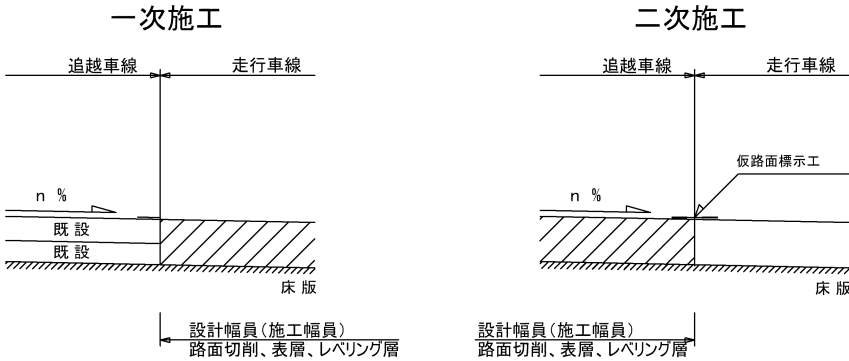 一次施工
追越車線
走行車線
n %
既設
既設
床版
設計幅員(施工幅員)
路面切削、表層、レベリング層
二次施工
追越車線
走行車線
仮路面標示工
n %
床版
設計幅員(施工幅員)
路面切削、表層、レベリング層